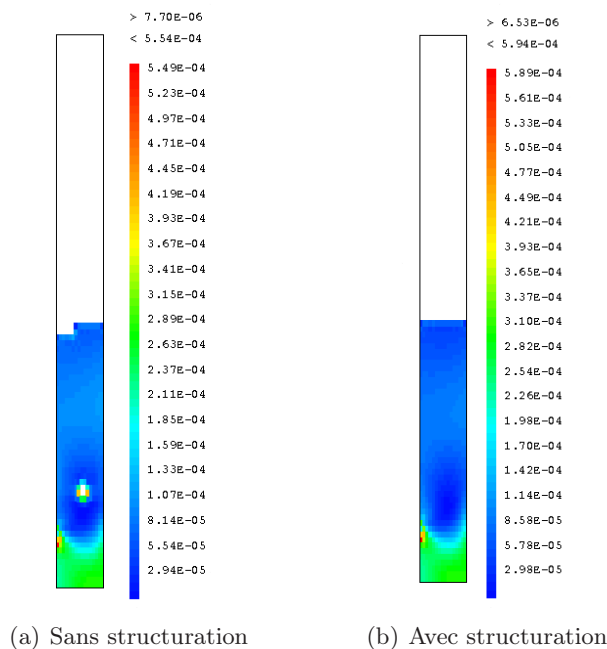 > 7.70E-06
< 5.54E-04
5.49E-04
5.23E-04
4.97E-04
4.71E-04
4.45E-04
4.19E-04
3.93E-04
3.67E-04
3.41E-04
3.15E-04
2.89E-04
2.63E-04
2.37E-04
2.11E-04
1.85E-04
1.59E-04
1.33E-04
1.07E-04
8.14E-05
5.54E-05
2.94E-05
(a) Sans structuration
> 6.53E-06
< 5.94E-04
5.89E-04
5.61E-04
5.33E-04
5.05E-04
4.77E-04
4.49E-04
4.21E-04
3.93E-04
3.65E-04
3.37E-04
3.10E-04
2.82E-04
2.54E-04
2.26E-04
1.98E-04
1.70E-04
1.42E-04
1.14E-04
8.58E-05
5.78E-05
2.98E-05
(b) Avec structuration